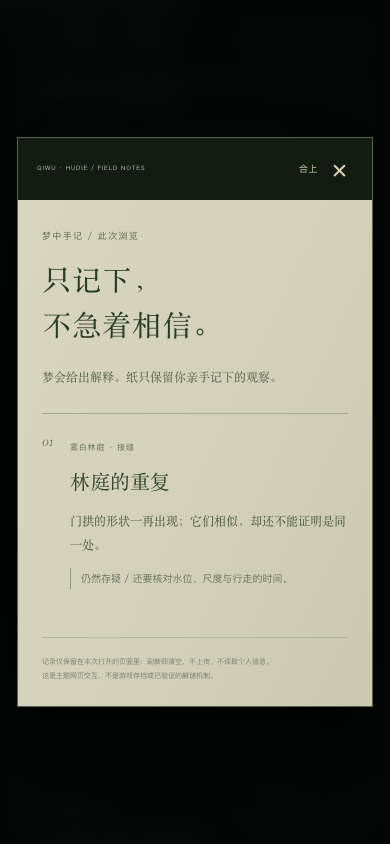 QIWU · HUDIE / FIELD NOTES
合上 ✕
梦中手记 / 此次浏览
只记下，
不急着相信。
梦会给出解释。纸只保留你亲手记下的观察。
01
雾白林庭 · 接缝
林庭的重复
门拱的形状一再出现；它们相似，却还不能证明是同
一处。
仍然存疑 / 还要核对水位、尺度与行走的时间。
记录仅保留在本次打开的页面里；刷新即清空，不上传、不读取个人信息。
这是主题网页交互，不是游戏存档或已验证的解谜机制。